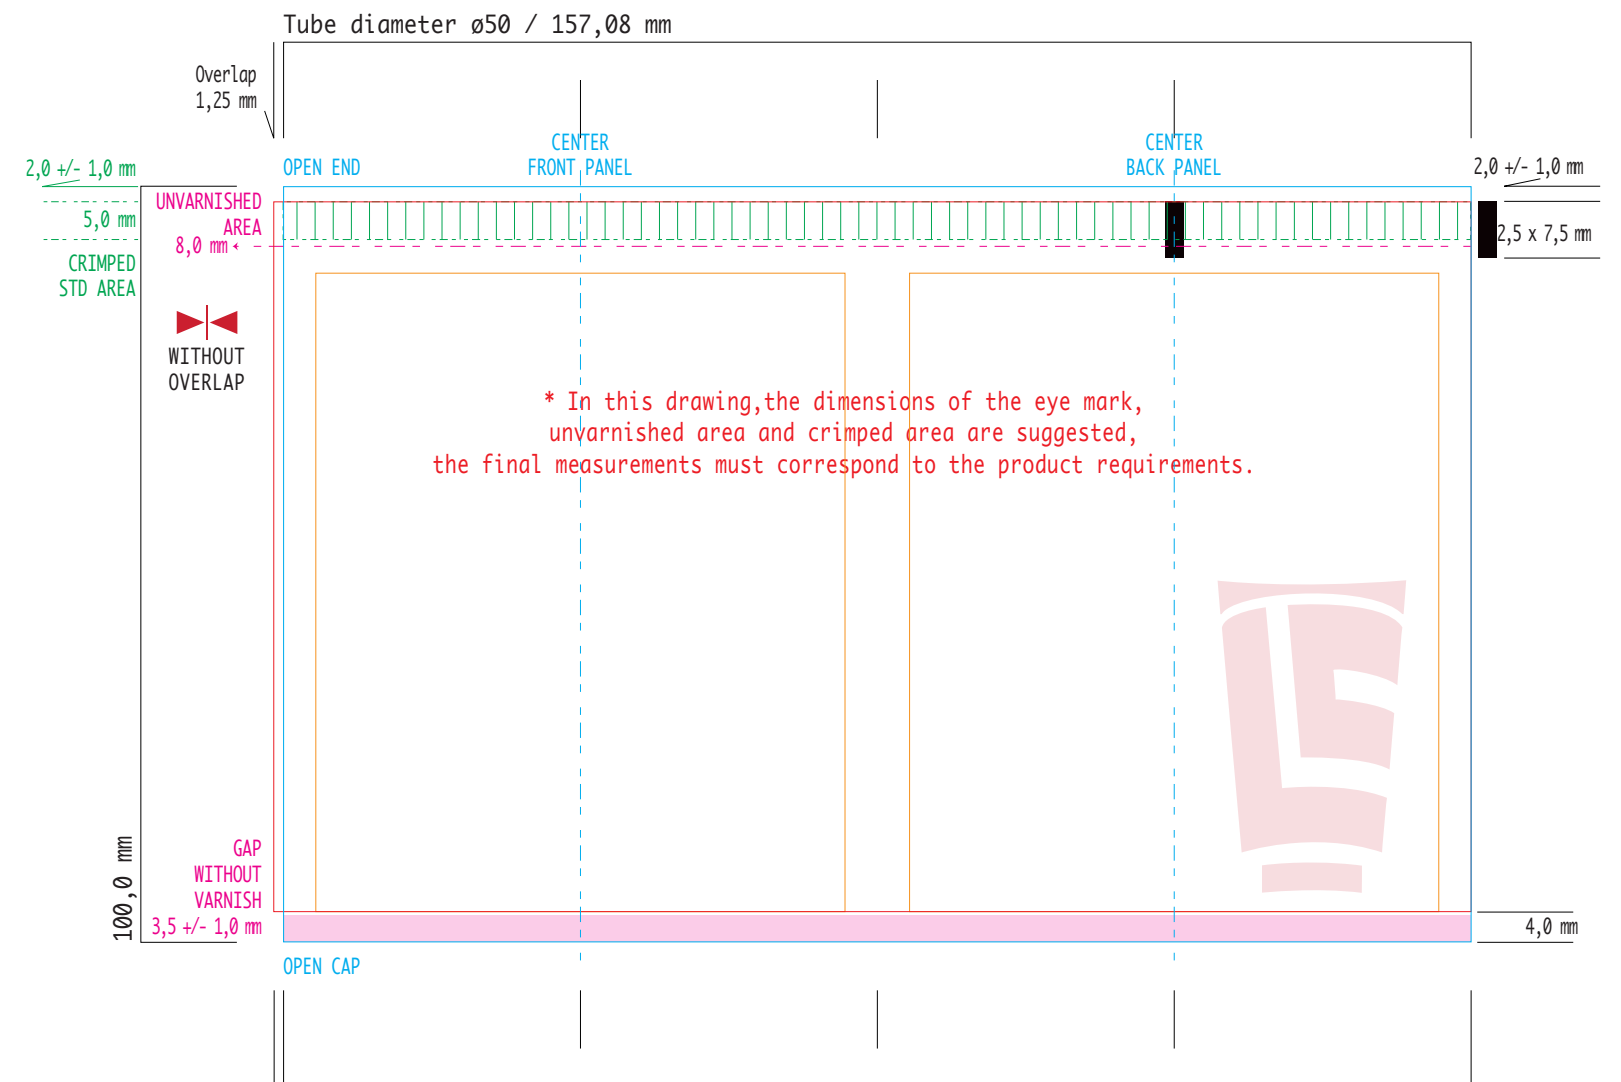 Tube diameter ø50 / 157,08 mm
Overlap
1,25 mm
CENTER
FRONT PANEL
CENTER
BACK PANEL
OPEN END
2,0 +/- 1,0 mm
2,0 +/- 1,0 mm
UNVARNISHED
AREA
8,0 mm
5,0 mm
2,5 x 7,5 mm
CRIMPED
STD AREA
WITHOUT
OVERLAP
* In this drawing,the dimensions of the eye mark,
unvarnished area and crimped area are suggested,
the final measurements must correspond to the product requirements.
100,0 mm
GAP
WITHOUT
VARNISH
3,5 +/- 1,0 mm
4,0 mm
OPEN CAP